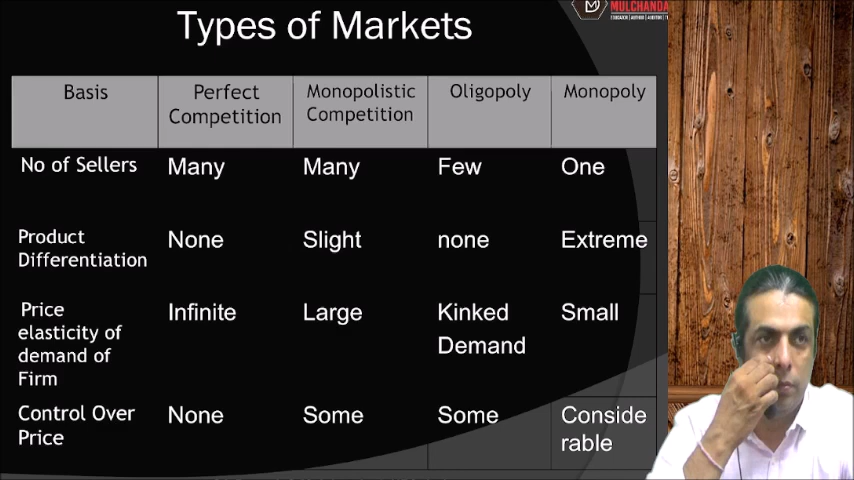 Types of Markets
MULCHANDA
Basis
Perfect
Competition
Monopolistic
Competition
Oligopoly
Monopoly
No of Sellers
Many
Many
Few
One
Product
Differentiation
None
Slight
none
Extreme
Price
elasticity of
demand of
Firm
Infinite
Large
Kinked
Demand
Small
Control Over
Price
None
Some
Some
Conside
rable